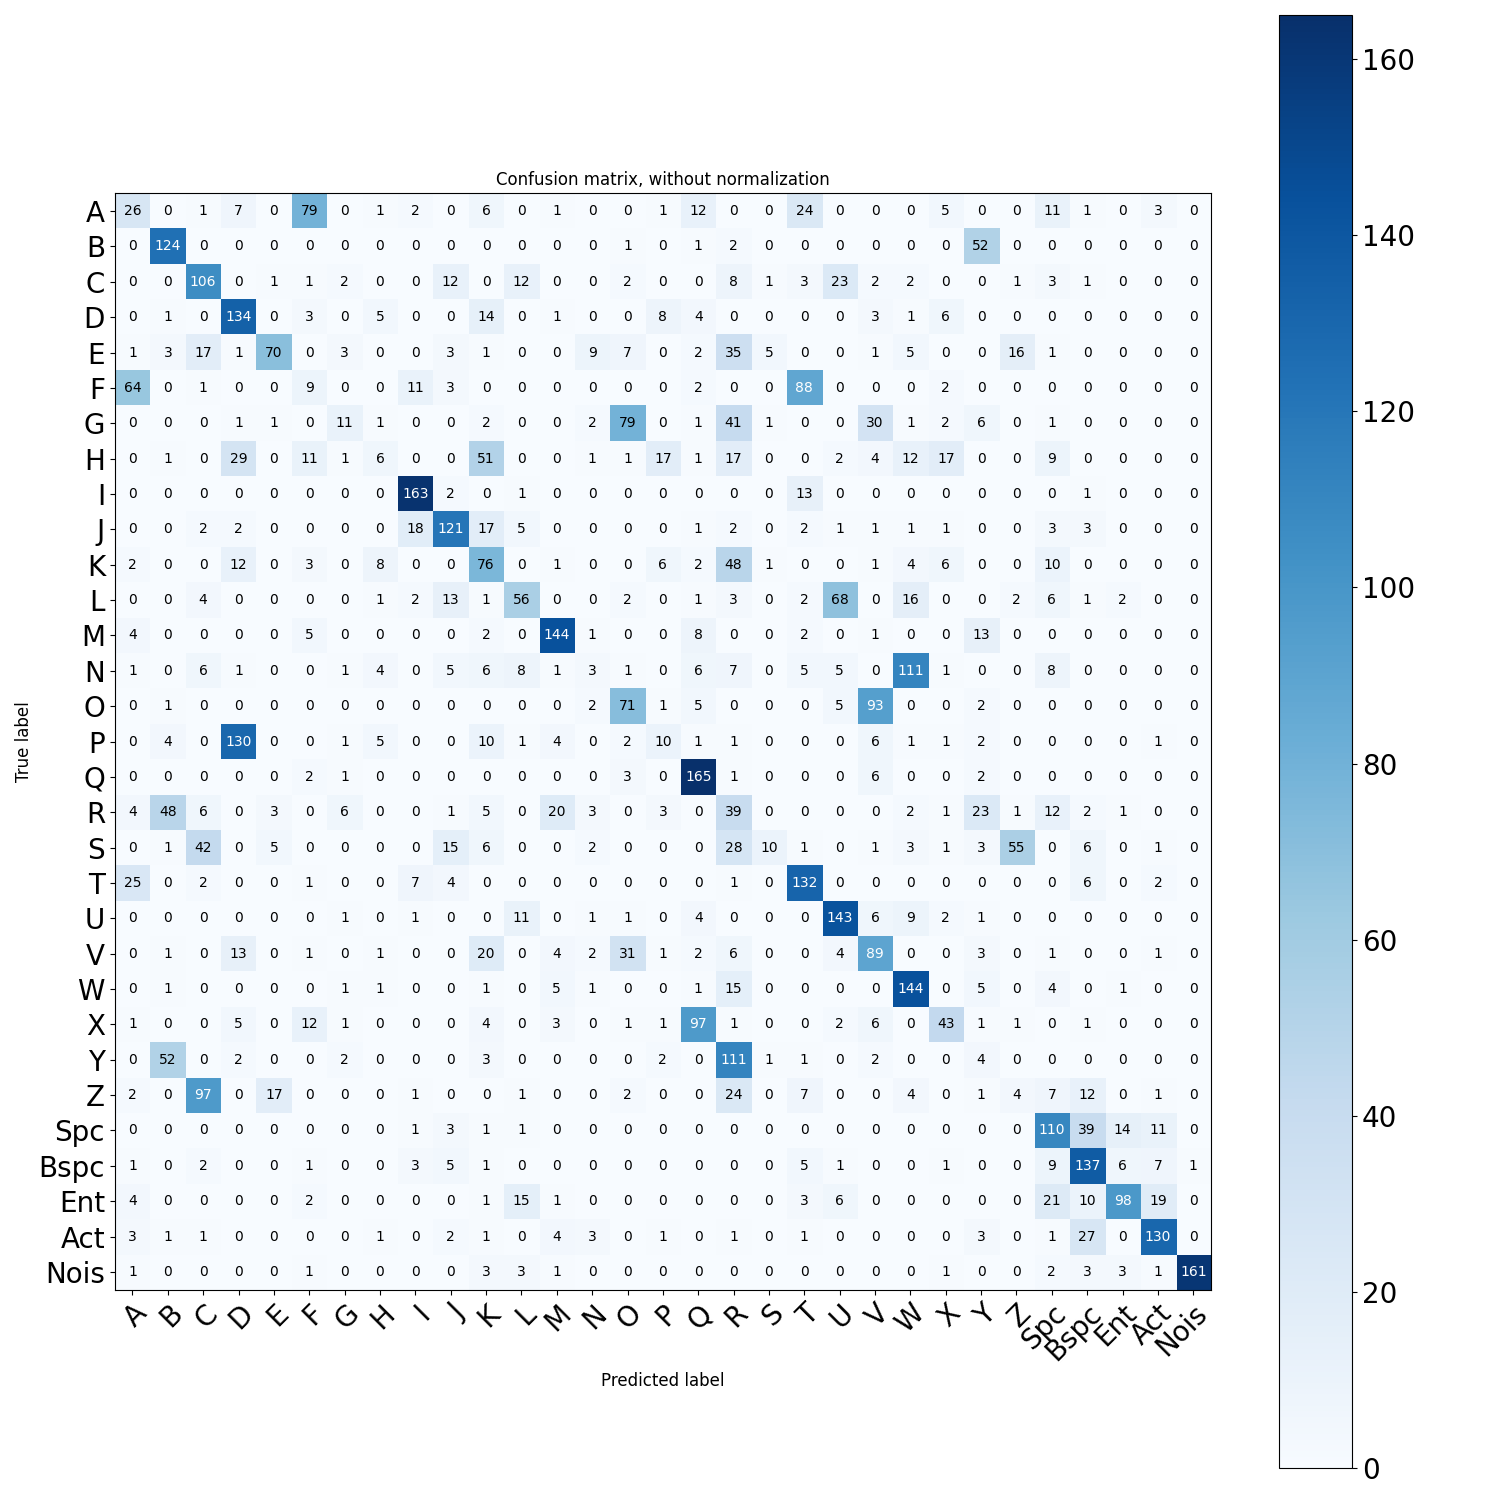 Confusion matrix, without normalization
True label
A 26 0 1 7 0 79 0 1 2 0 6 0 1 0 0 1 12 0 0 24 0 0 0 5 0 0 11 1 0 3 0
B 0 124 0 0 0 0 0 0 0 0 0 0 0 0 1 0 1 2 0 0 0 0 0 0 52 0 0 0 0 0 0
C 0 0 106 0 1 1 2 0 0 12 0 12 0 0 2 0 0 8 1 3 23 2 2 0 0 1 3 1 0 0 0
D 0 1 0 134 0 3 0 5 0 0 14 0 1 0 0 8 4 0 0 0 0 3 1 6 0 0 0 0 0 0 0
E 1 3 17 1 70 0 3 0 0 3 1 0 0 9 7 0 2 35 5 0 0 1 5 0 0 16 1 0 0 0 0
F 64 0 1 0 0 9 0 0 11 3 0 0 0 0 0 0 2 0 0 88 0 0 0 2 0 0 0 0 0 0 0
G 0 0 0 1 1 0 11 1 0 0 2 0 0 2 79 0 1 41 1 0 0 30 1 2 6 0 1 0 0 0 0
H 0 1 0 29 0 11 1 6 0 0 51 0 0 1 1 17 1 17 0 0 2 4 12 17 0 0 9 0 0 0 0
I 0 0 0 0 0 0 0 0 163 2 0 1 0 0 0 0 0 0 0 13 0 0 0 0 0 0 0 1 0 0 0
J 0 0 2 2 0 0 0 0 18 121 17 5 0 0 0 0 1 2 0 2 1 1 1 1 0 0 3 3 0 0 0
K 2 0 0 12 0 3 0 8 0 0 76 0 1 0 0 6 2 48 1 0 0 1 4 6 0 0 10 0 0 0 0
L 0 0 4 0 0 0 0 1 2 13 1 56 0 0 2 0 1 3 0 2 68 0 16 0 0 2 6 1 2 0 0
M 4 0 0 0 0 5 0 0 0 0 2 0 144 1 0 0 8 0 0 2 0 1 0 0 13 0 0 0 0 0 0
N 1 0 6 1 0 0 1 4 0 5 6 8 1 3 1 0 6 7 0 5 5 0 111 1 0 0 8 0 0 0 0
O 0 1 0 0 0 0 0 0 0 0 0 0 0 2 71 1 5 0 0 0 5 93 0 0 2 0 0 0 0 0 0
P 0 4 0 130 0 0 1 5 0 0 10 1 4 0 2 10 1 1 0 0 0 6 1 1 2 0 0 0 0 1 0
Q 0 0 0 0 0 2 1 0 0 0 0 0 0 0 3 0 165 1 0 0 0 6 0 0 2 0 0 0 0 0 0
R 4 48 6 0 3 0 6 0 0 1 5 0 20 3 0 3 0 39 0 0 0 0 2 1 23 1 12 2 1 0 0
S 0 1 42 0 5 0 0 0 0 15 6 0 0 2 0 0 0 28 10 1 0 1 3 1 3 55 0 6 0 1 0
T 25 0 2 0 0 1 0 0 7 4 0 0 0 0 0 0 0 1 0 132 0 0 0 0 0 0 0 6 0 2 0
U 0 0 0 0 0 0 1 0 1 0 0 11 0 1 1 0 4 0 0 0 143 6 9 2 1 0 0 0 0 0 0
V 0 1 0 13 0 1 0 1 0 0 20 0 4 2 31 1 2 6 0 0 4 89 0 0 3 0 1 0 0 1 0
W 0 1 0 0 0 0 1 1 0 0 1 0 5 1 0 0 1 15 0 0 0 0 144 0 5 0 4 0 1 0 0
X 1 0 0 5 0 12 1 0 0 0 4 0 3 0 1 1 97 1 0 0 2 6 0 43 1 1 0 1 0 0 0
Y 0 52 0 2 0 0 2 0 0 0 3 0 0 0 0 2 0 111 1 1 0 2 0 0 4 0 0 0 0 0 0
Z 2 0 97 0 17 0 0 0 1 0 0 1 0 0 2 0 0 24 0 7 0 0 4 0 1 4 7 12 0 1 0
Spc 0 0 0 0 0 0 0 0 1 3 1 1 0 0 0 0 0 0 0 0 0 0 0 0 0 0 110 39 14 11 0
Bspc 1 0 2 0 0 1 0 0 3 5 1 0 0 0 0 0 0 0 0 5 1 0 0 1 0 0 9 137 6 7 1
Ent 4 0 0 0 0 2 0 0 0 0 1 15 1 0 0 0 0 0 0 3 6 0 0 0 0 0 21 10 98 19 0
Act 3 1 1 0 0 0 0 1 0 2 1 0 4 3 0 1 0 1 0 1 0 0 0 0 3 0 1 27 0 130 0
Nois 1 0 0 0 0 1 0 0 0 0 3 3 1 0 0 0 0 0 0 0 0 0 0 1 0 0 2 3 3 1 161
A B C D E F G H I J K L M N O P Q R S T U V W X Y Z Spc Bspc Ent Act Nois
Predicted label
160
140
120
100
80
60
40
20
0